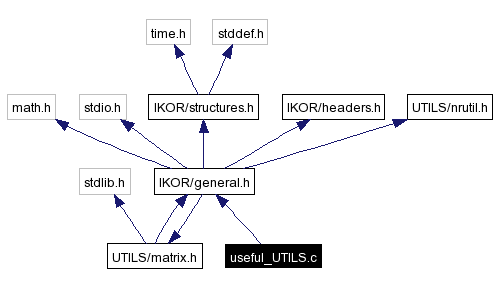 time.h
stddef.h
math.h
stdio.h
IKOR/structures.h
IKOR/headers.h
UTILS/nrutil.h
stdlib.h
IKOR/general.h
UTILS/matrix.h
useful_UTILS.c